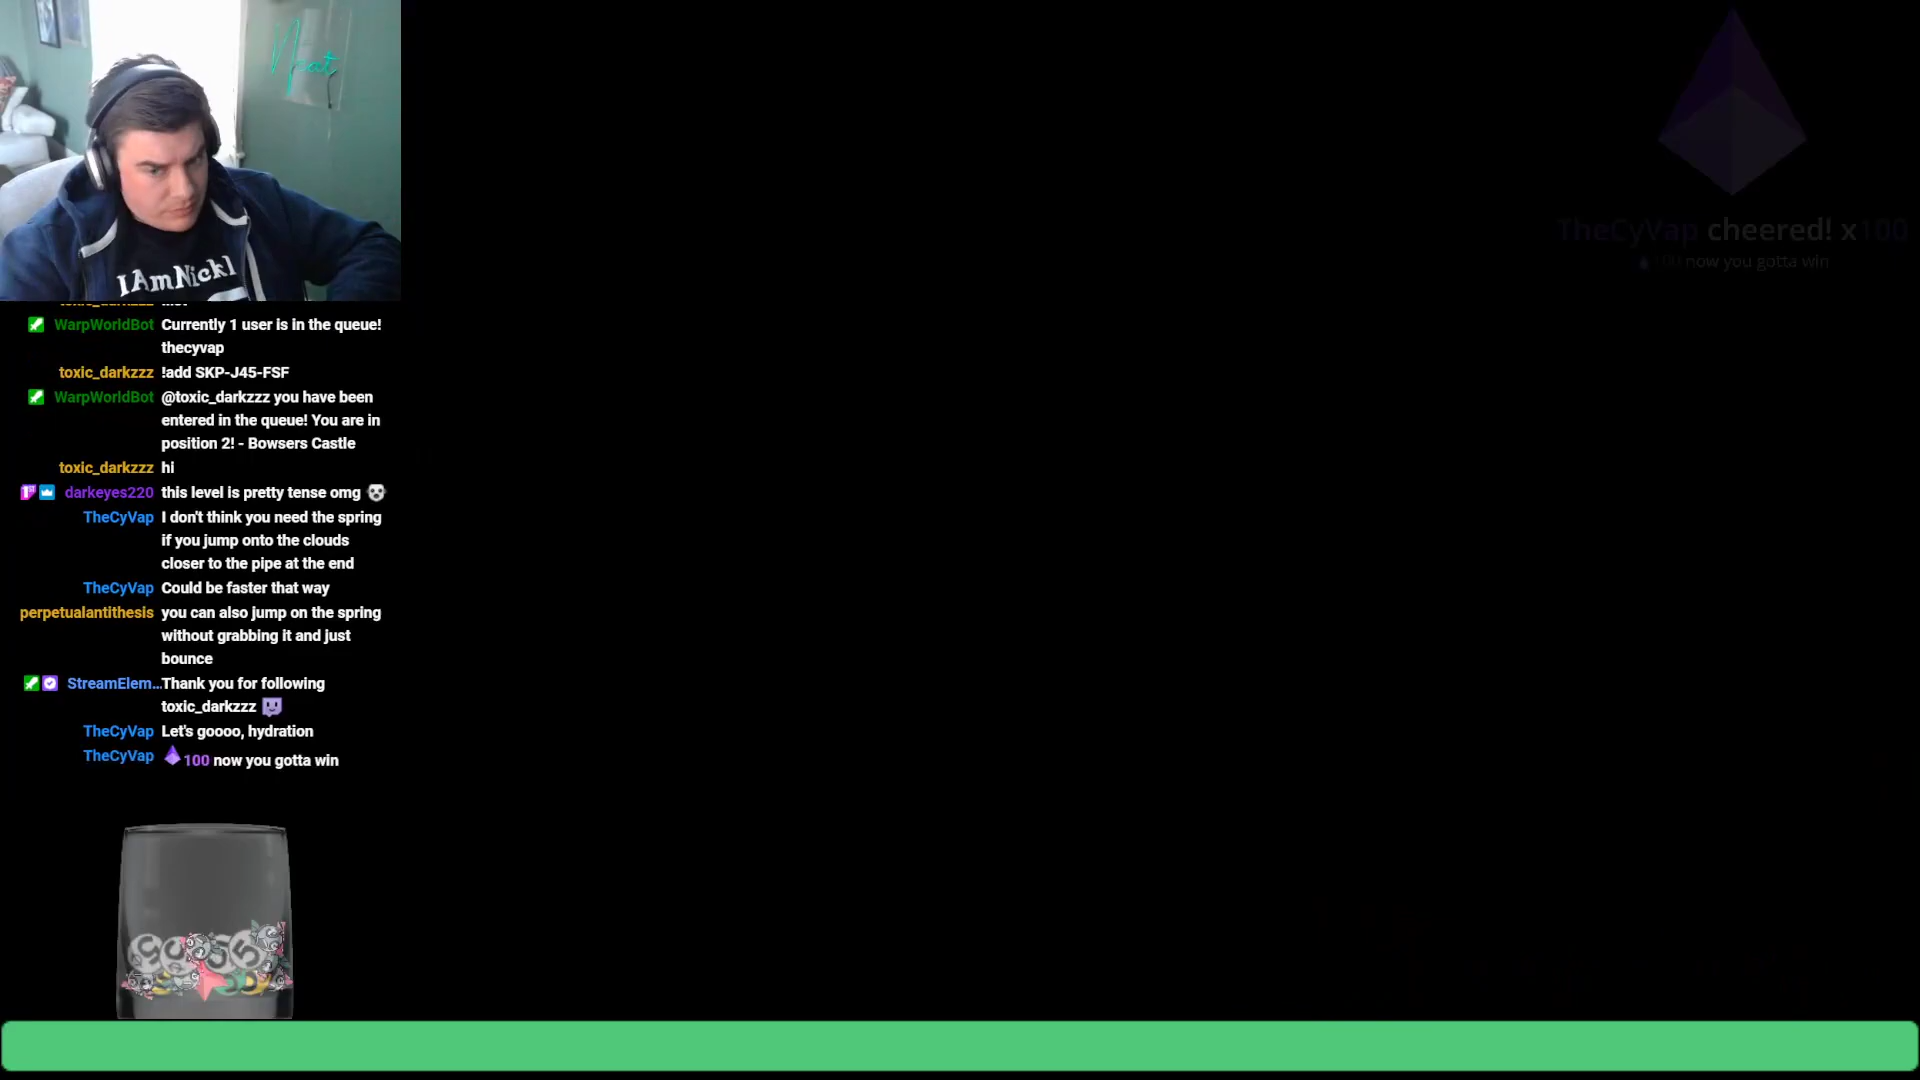 Neat
IAmNickl
TheCyVap cheered! x100
100 now you gotta win
WarpWorldBot Currently 1 user is in the queue!
thecyvap
toxic_darkzzz !add SKP-J45-FSF
WarpWorldBot @toxic_darkzzz you have been
entered in the queue! You are in
position 2! - Bowsers Castle
toxic_darkzzz hi
darkeyes220 this level is pretty tense omg
TheCyVap I don't think you need the spring
if you jump onto the clouds
closer to the pipe at the end
TheCyVap Could be faster that way
perpetualantithesis you can also jump on the spring
without grabbing it and just
bounce
StreamElem... Thank you for following
toxic_darkzzz
TheCyVap Let's goooo, hydration
TheCyVap 100 now you gotta win